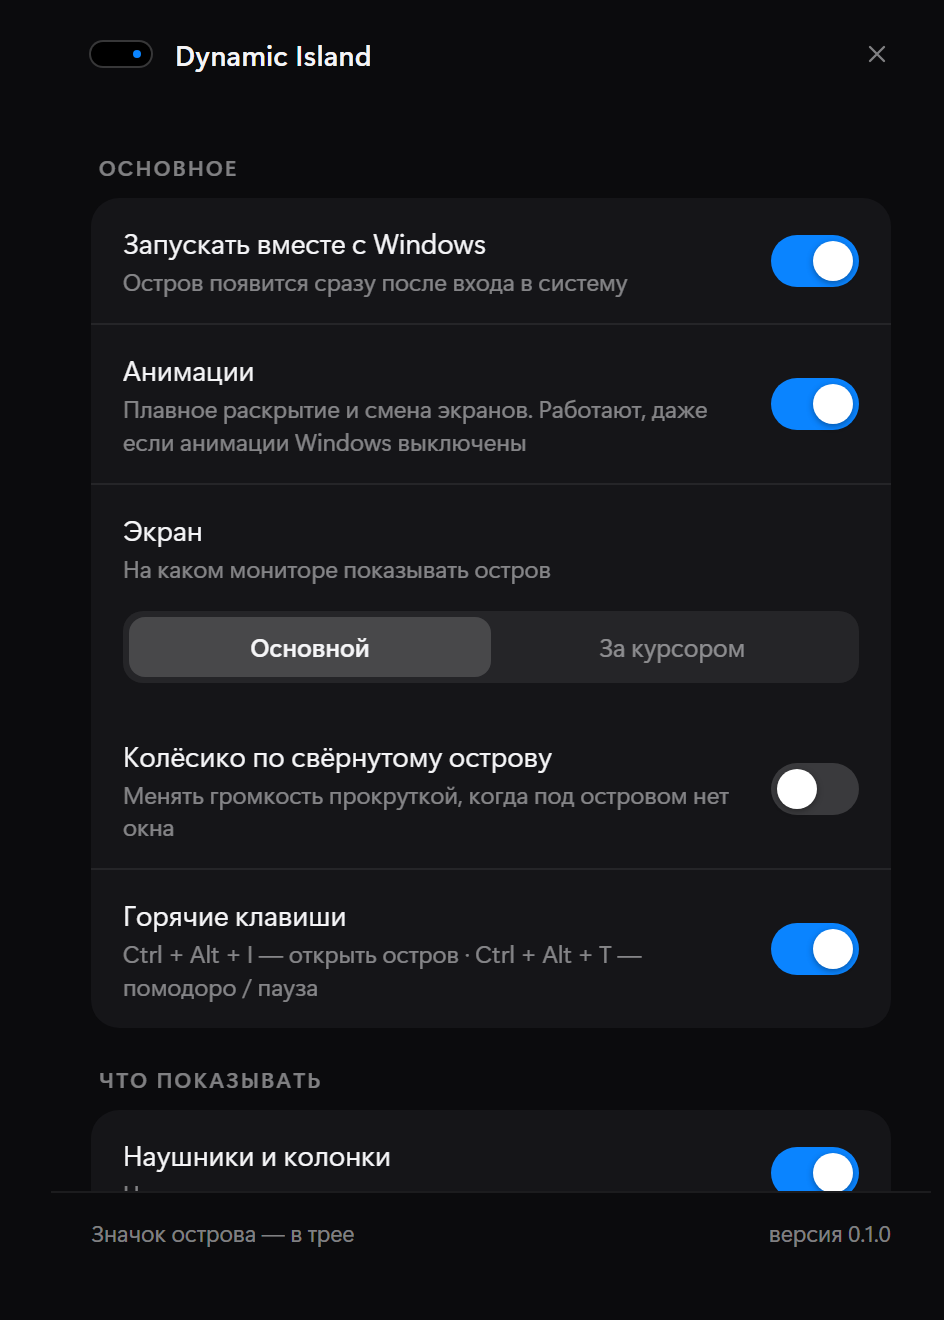 Dynamic Island
ОСНОВНОЕ
Запускать вместе с Windows
Остров появится сразу после входа в систему
Анимации
Плавное раскрытие и смена экранов. Работают, даже
если анимации Windows выключены
Экран
На каком мониторе показывать остров
Основной
За курсором
Колёсико по свёрнутому острову
Менять громкость прокруткой, когда под островом нет
окна
Горячие клавиши
Ctrl + Alt + I — открыть остров · Ctrl + Alt + T —
помодоро / пауза
ЧТО ПОКАЗЫВАТЬ
Наушники и колонки
Значок острова — в трее
версия 0.1.0